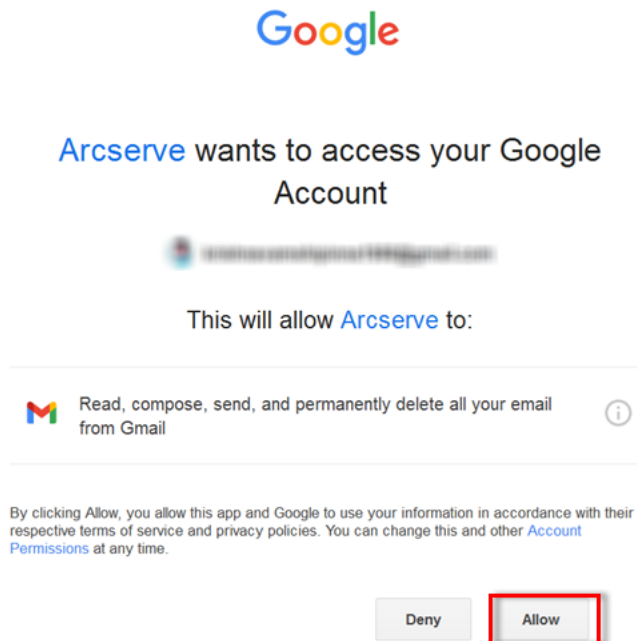 Google
Arcserve wants to access your Google
Account
This will allow Arcserve to:
Read, compose, send, and permanently delete all your email
from Gmail
By clicking Allow, you allow this app and Google to use your information in accordance with their
respective terms of service and privacy policies. You can change this and other Account
Permissions at any time.
Deny
Allow